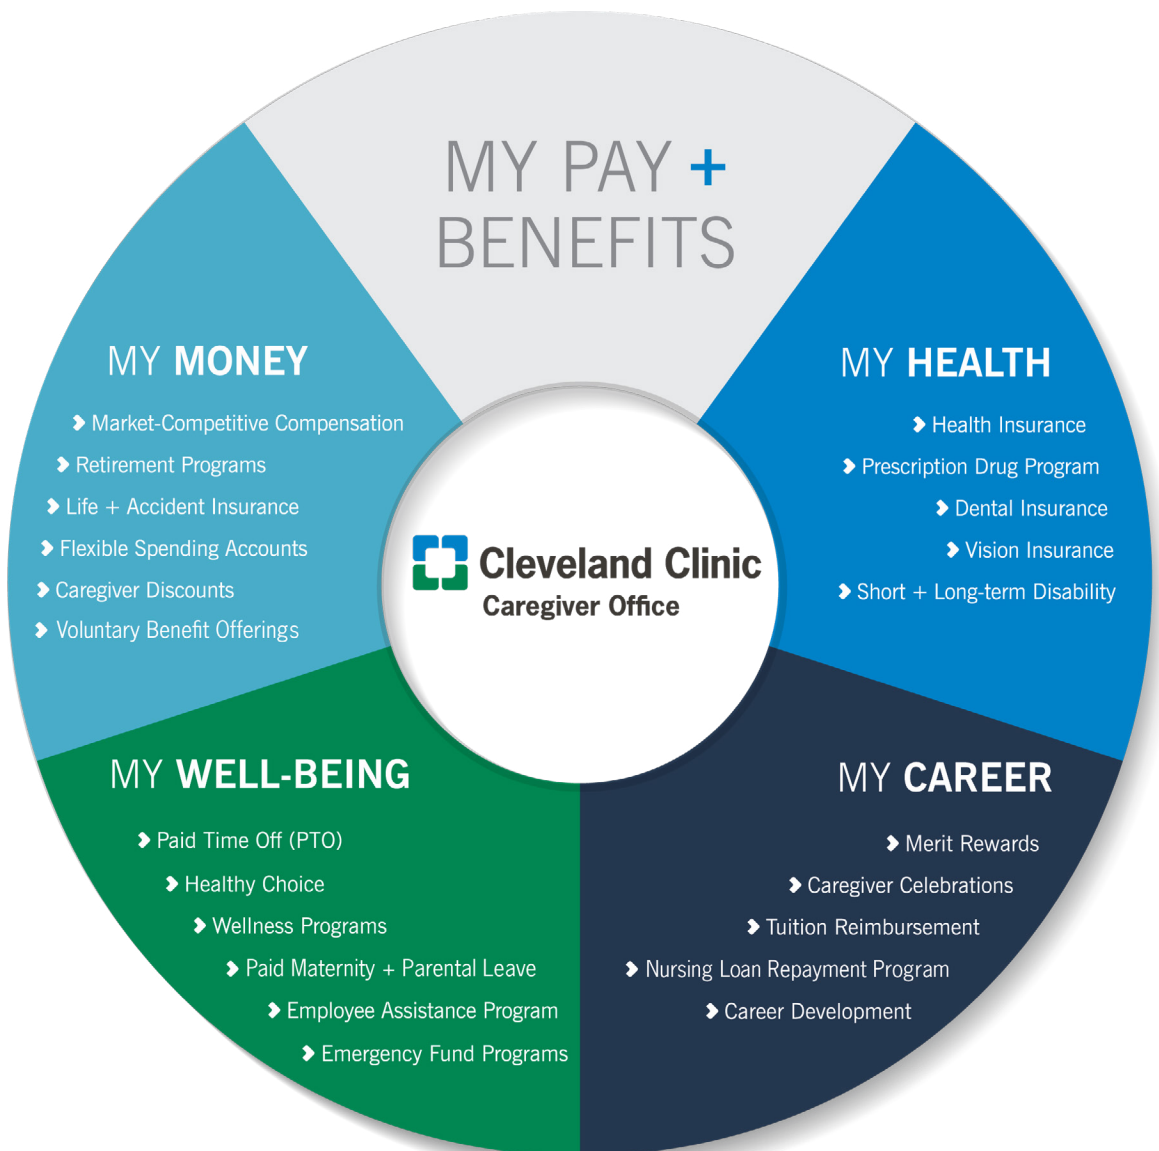 MY PAY +
BENEFITS
MY MONEY
Market-Competitive Compensation
Retirement Programs
Life + Accident Insurance
Flexible Spending Accounts
Caregiver Discounts
Voluntary Benefit Offerings
MY HEALTH
Health Insurance
Prescription Drug Program
Dental Insurance
Vision Insurance
Short + Long-term Disability
Cleveland Clinic
Caregiver Office
MY WELL-BEING
Paid Time Off (PTO)
Healthy Choice
Wellness Programs
Paid Maternity + Parental Leave
Employee Assistance Program
Emergency Fund Programs
MY CAREER
Merit Rewards
Caregiver Celebrations
Tuition Reimbursement
Nursing Loan Repayment Program
Career Development